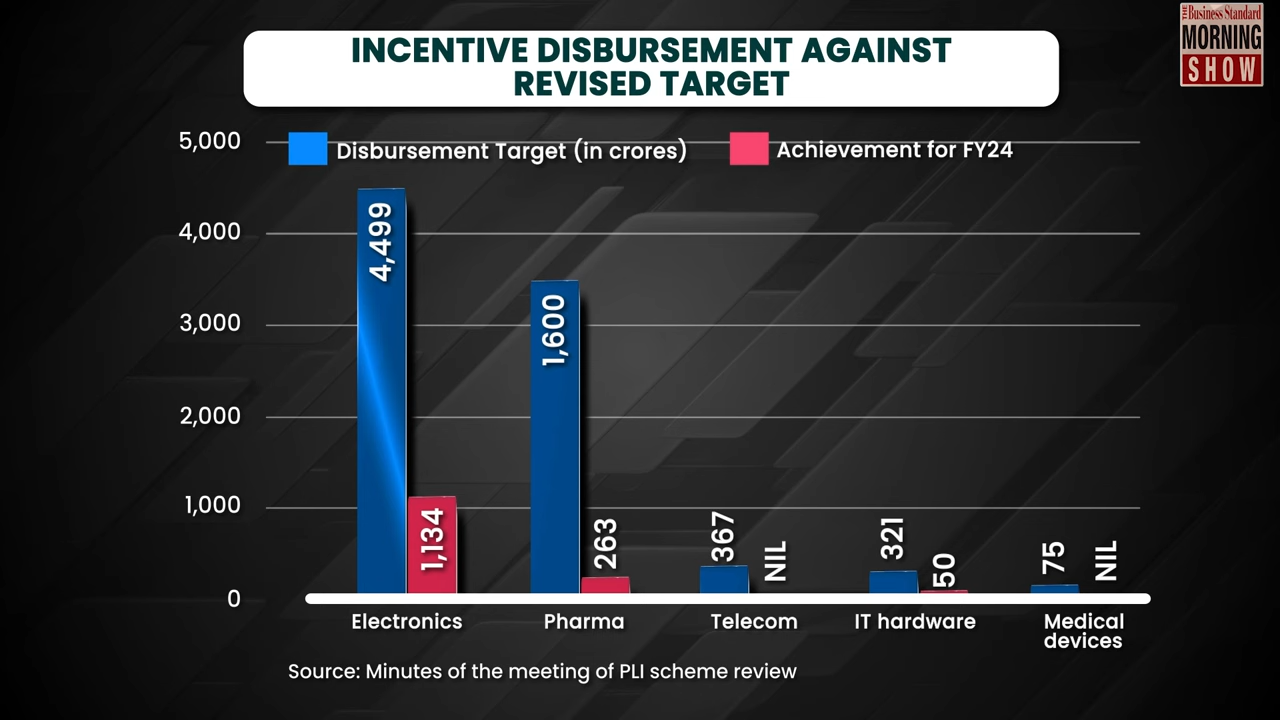 THE Business Standard
MORNING
SHOW
INCENTIVE DISBURSEMENT AGAINST
REVISED TARGET
Disbursement Target (in crores)
Achievement for FY24
5,000
4,000
3,000
2,000
1,000
0
4,499
1,134
1,600
263
367
NIL
321
50
75
NIL
Electronics
Pharma
Telecom
IT hardware
Medical
devices
Source: Minutes of the meeting of PLI scheme review